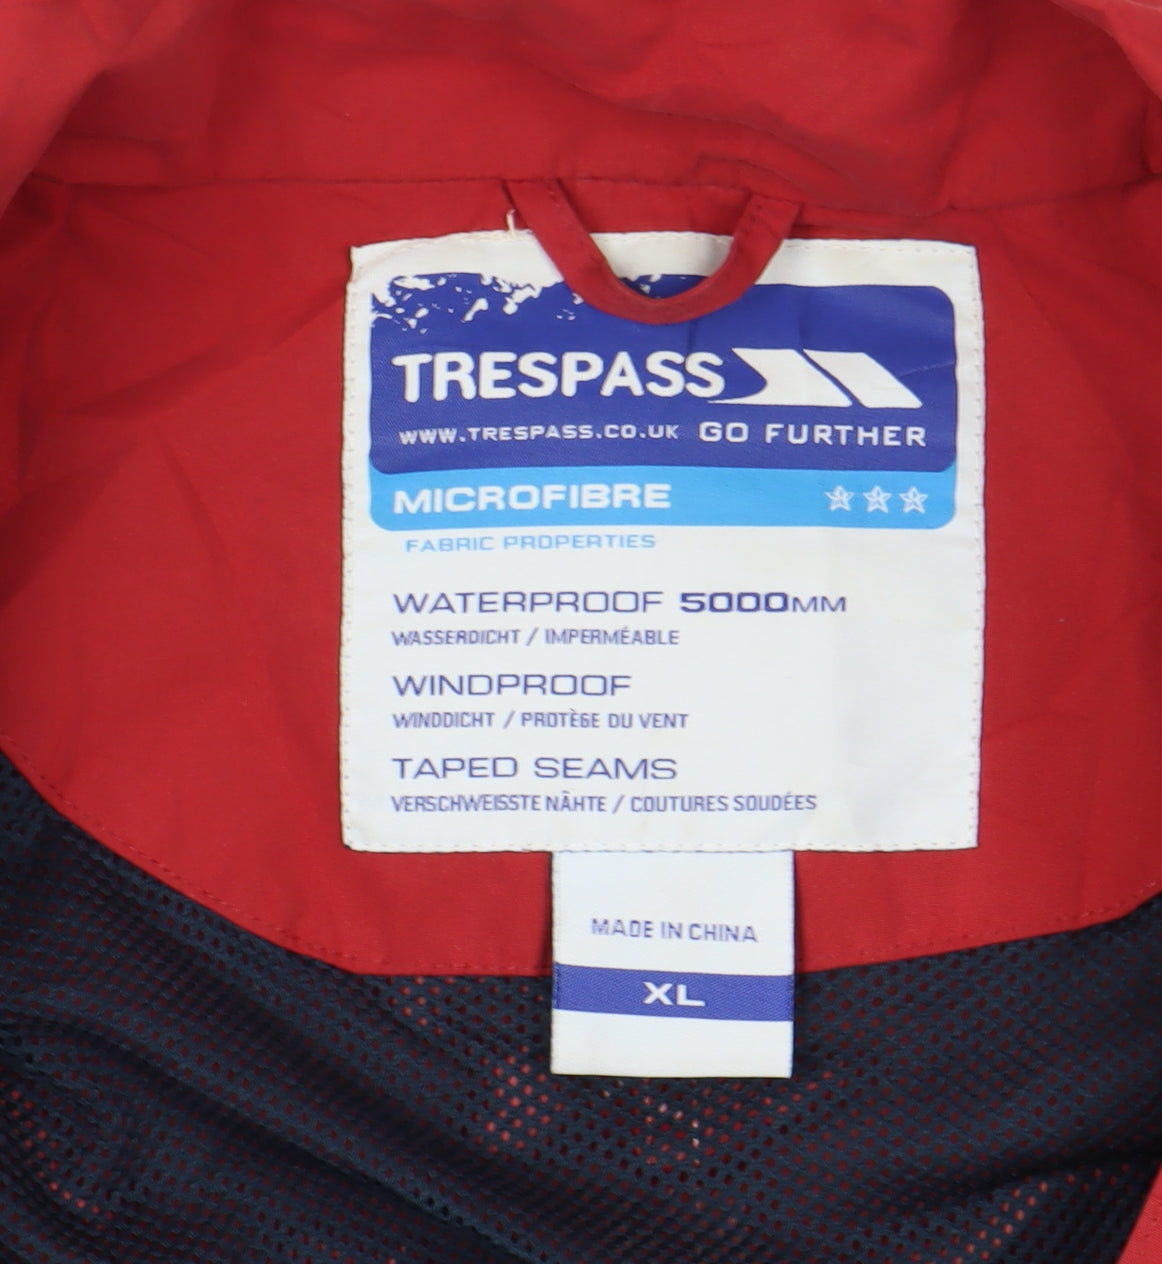 TRESPASS
WWW.TRESPASS.CO.UK GO FURTHER
MICROFIBRE
FABRIC PROPERTIES
WATERPROOF 5000MM
WASSERDICHT / IMPERMÉABLE
WINDPROOF
WINDDICHT / PROTÈGE DU VENT
TAPED SEAMS
VERSCHWEISSTE NÄHTE / COUTURES SOUDÉES
MADE IN CHINA
XL